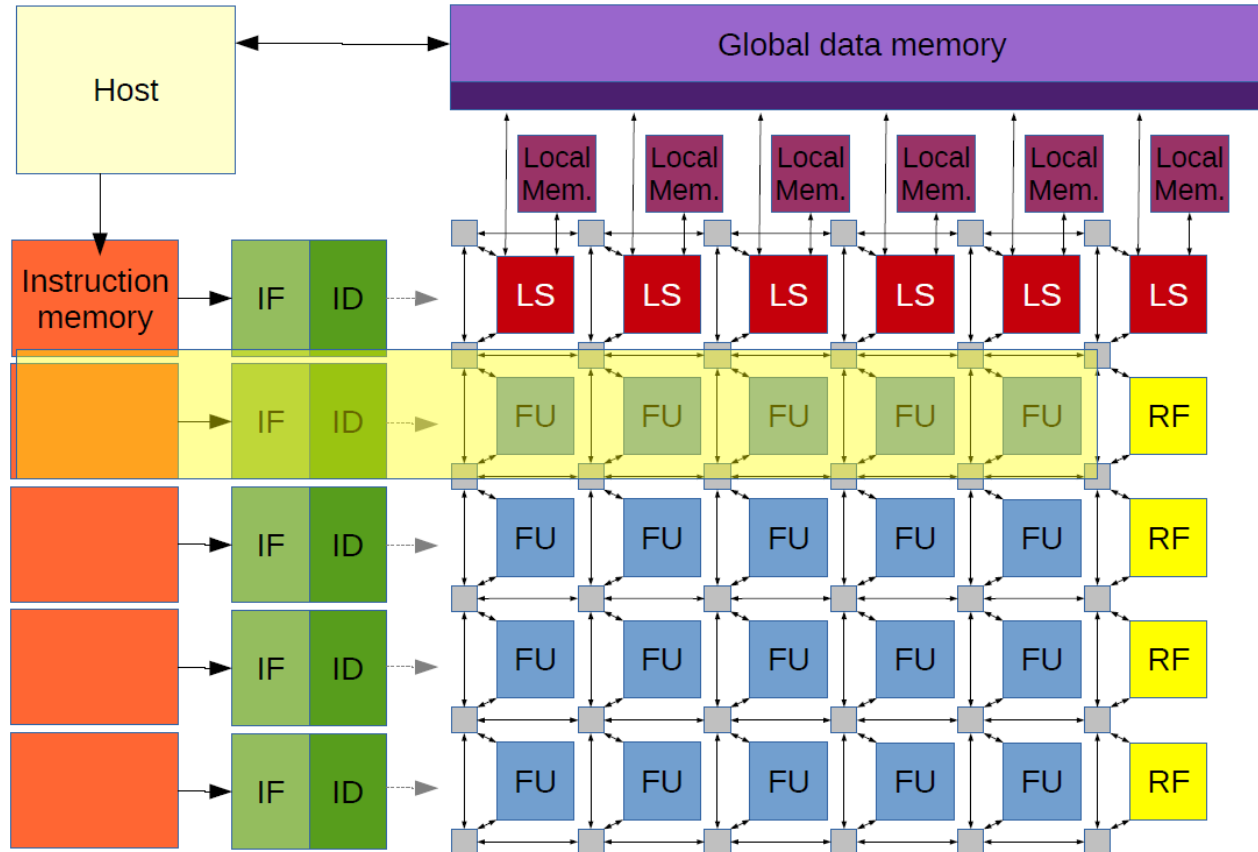 Host
Global data memory
Local
Mem.
Local
Mem.
Local
Mem.
Local
Mem.
Local
Mem.
Local
Mem.
Instruction
memory
IF ID
LS LS LS LS LS LS
IF ID
FU FU FU FU FU RF
IF ID
FU FU FU FU FU RF
IF ID
FU FU FU FU FU RF
IF ID
FU FU FU FU FU RF